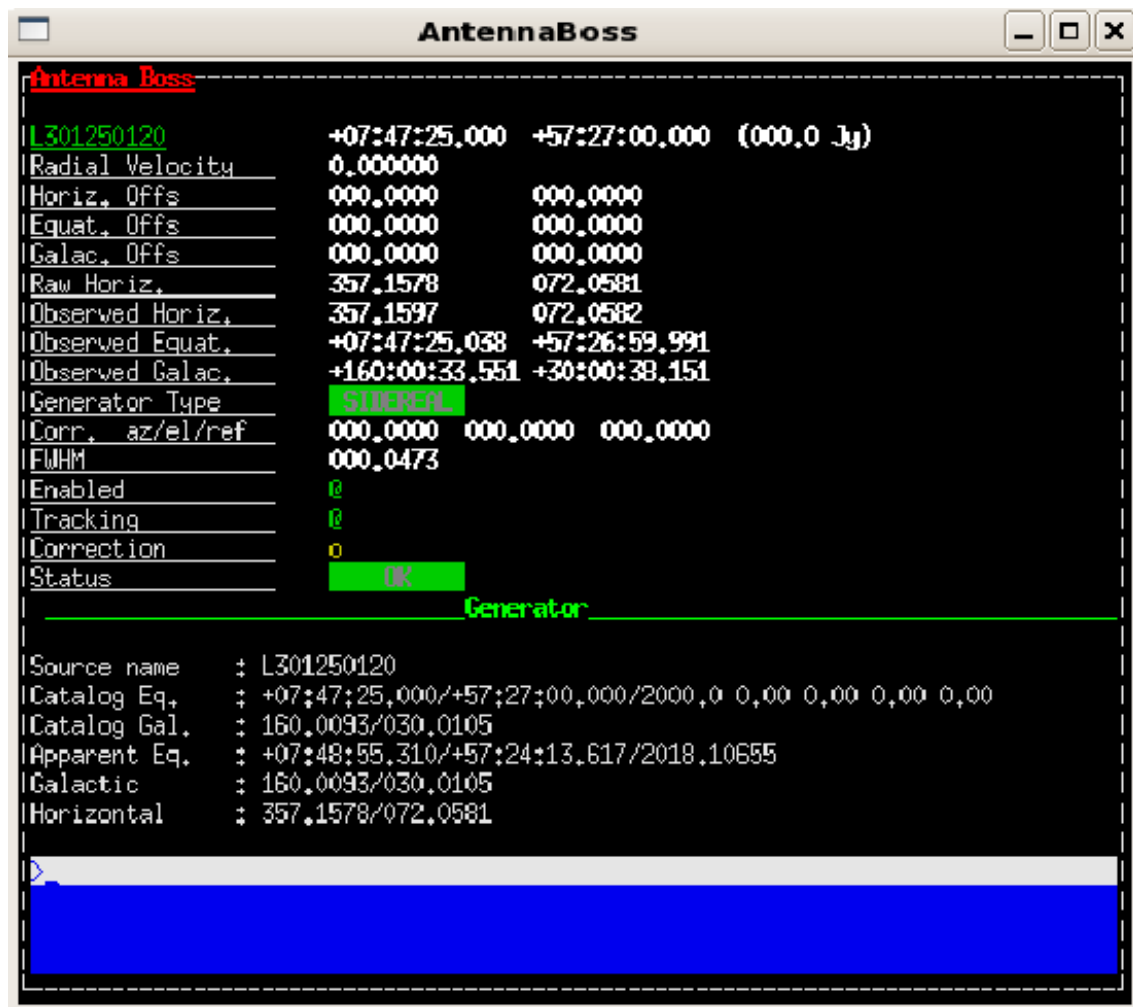 AntennaBoss
Antenna Boss
L301250120 +07:47:25.000 +57:27:00.000 (000.0 Jy)
Radial Velocity 0.000000
Horiz. Offs 000.0000 000.0000
Equat. Offs 000.0000 000.0000
Galac. Offs 000.0000 000.0000
Raw Horiz. 357.1578 072.0581
Observed Horiz. 357.1597 072.0582
Observed Equat. +07:47:25.038 +57:26:59.991
Observed Galac. +160:00:33.551 +30:00:38.151
Generator Type SIDEREAL
Corr. az/el/ref 000.0000 000.0000 000.0000
FWHM 000.0473
Enabled @
Tracking @
Correction o
Status OK
Generator
Source name : L301250120
Catalog Eq. : +07:47:25.000/+57:27:00.000/2000.0 0.00 0.00 0.00 0.00
Catalog Gal. : 160.0093/030.0105
Apparent Eq. : +07:48:55.310/+57:24:13.617/2018.10655
Galactic : 160.0093/030.0105
Horizontal : 357.1578/072.0581
>_